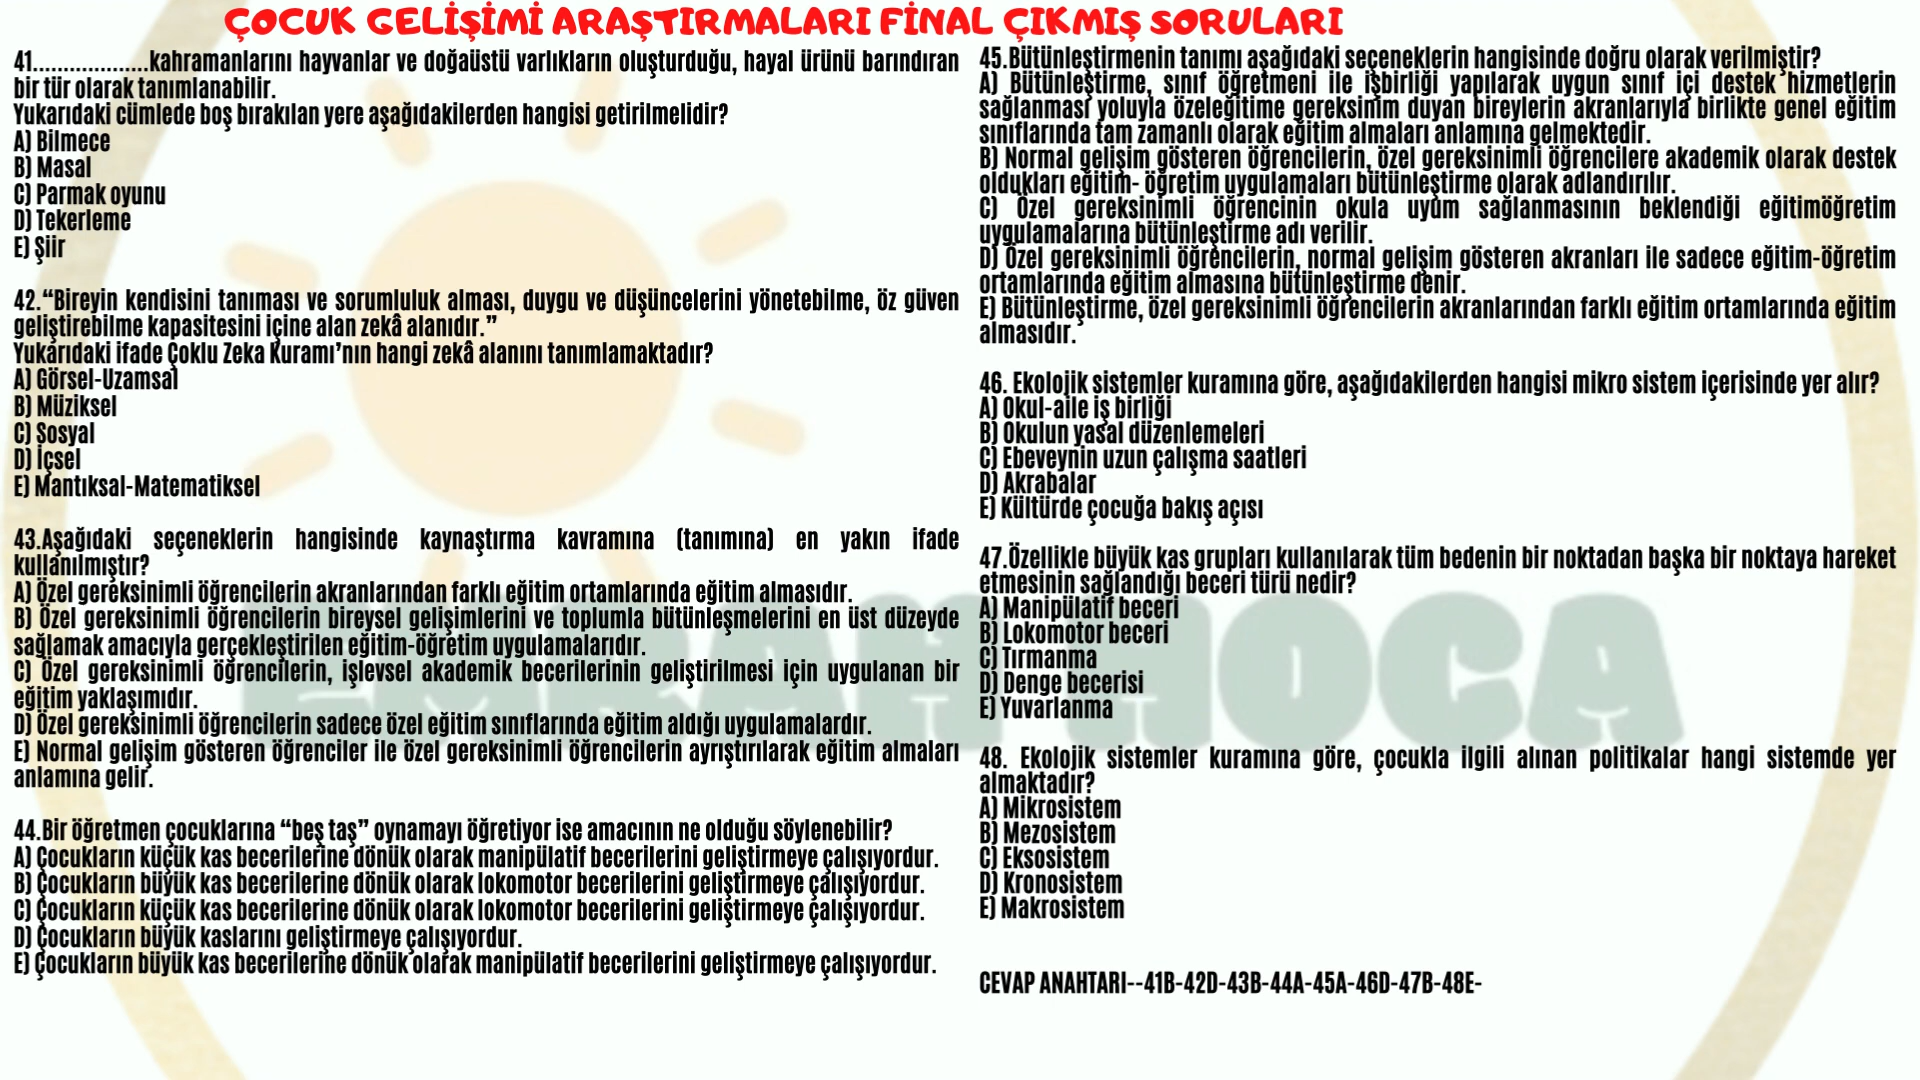 ÇOCUK GELİŞİMİ ARAŞTIRMALARI FİNAL ÇIKMIŞ SORULARI
41...................kahramanlarını hayvanlar ve doğaüstü varlıkların oluşturduğu, hayal ürünü barındıran
bir tür olarak tanımlanabilir.
Yukarıdaki cümlede boş bırakılan yere aşağıdakilerden hangisi getirilmelidir?
A) Bilmece
B) Masal
C) Parmak oyunu
D) Tekerleme
E) Şiir
42.“Bireyin kendisini tanıması ve sorumluluk alması, duygu ve düşüncelerini yönetebilme, öz güven
geliştirebilme kapasitesini içine alan zekâ alanıdır.”
Yukarıdaki ifade Çoklu Zeka Kuramı’nın hangi zekâ alanını tanımlamaktadır?
A) Görsel-Uzamsal
B) Müziksel
C) Sosyal
D) İçsel
E) Mantıksal-Matematiksel
43.Aşağıdaki seçeneklerin hangisinde kaynaştırma kavramına (tanımına) en yakın ifade
kullanılmıştır?
A) Özel gereksinimli öğrencilerin akranlarından farklı eğitim ortamlarında eğitim almasıdır.
B) Özel gereksinimli öğrencilerin bireysel gelişimlerini ve toplumla bütünleşmelerini en üst düzeyde
sağlamak amacıyla gerçekleştirilen eğitim-öğretim uygulamalarıdır.
C) Özel gereksinimli öğrencilerin, işlevsel akademik becerilerinin geliştirilmesi için uygulanan bir
eğitim yaklaşımıdır.
D) Özel gereksinimli öğrencilerin sadece özel eğitim sınıflarında eğitim aldığı uygulamalardır.
E) Normal gelişim gösteren öğrenciler ile özel gereksinimli öğrencilerin ayrıştırılarak eğitim almaları
anlamına gelir.
44.Bir öğretmen çocuklarına “beş taş” oynamayı öğretiyor ise amacının ne olduğu söylenebilir?
A) Çocukların küçük kas becerilerine dönük olarak manipülatif becerilerini geliştirmeye çalışıyordur.
B) Çocukların büyük kas becerilerine dönük olarak lokomotor becerilerini geliştirmeye çalışıyordur.
C) Çocukların küçük kas becerilerine dönük olarak lokomotor becerilerini geliştirmeye çalışıyordur.
D) Çocukların büyük kaslarını geliştirmeye çalışıyordur.
E) Çocukların büyük kas becerilerine dönük olarak manipülatif becerilerini geliştirmeye çalışıyordur.
45.Bütünleştirmenin tanımı aşağıdaki seçeneklerin hangisinde doğru olarak verilmiştir?
A) Bütünleştirme, sınıf öğretmeni ile işbirliği yapılarak uygun sınıf içi destek hizmetlerin
sağlanması yoluyla özeleğitime gereksinim duyan bireylerin akranlarıyla birlikte genel eğitim
sınıflarında tam zamanlı olarak eğitim almaları anlamına gelmektedir.
B) Normal gelişim gösteren öğrencilerin, özel gereksinimli öğrencilere akademik olarak destek
oldukları eğitim- öğretim uygulamaları bütünleştirme olarak adlandırılır.
C) Özel gereksinimli öğrencinin okula uyum sağlanmasının beklendiği eğitimöğretim
uygulamalarına bütünleştirme adı verilir.
D) Özel gereksinimli öğrencilerin, normal gelişim gösteren akranları ile sadece eğitim-öğretim
ortamlarında eğitim almasına bütünleştirme denir.
E) Bütünleştirme, özel gereksinimli öğrencilerin akranlarından farklı eğitim ortamlarında eğitim
almasıdır.
46. Ekolojik sistemler kuramına göre, aşağıdakilerden hangisi mikro sistem içerisinde yer alır?
A) Okul-aile iş birliği
B) Okulun yasal düzenlemeleri
C) Ebeveynin uzun çalışma saatleri
D) Akrabalar
E) Kültürde çocuğa bakış açısı
47.Özellikle büyük kas grupları kullanılarak tüm bedenin bir noktadan başka bir noktaya hareket
etmesinin sağlandığı beceri türü nedir?
A) Manipülatif beceri
B) Lokomotor beceri
C) Tırmanma
D) Denge becerisi
E) Yuvarlanma
48. Ekolojik sistemler kuramına göre, çocukla ilgili alınan politikalar hangi sistemde yer
almaktadır?
A) Mikrosistem
B) Mezosistem
C) Eksosistem
D) Kronosistem
E) Makrosistem
CEVAP ANAHTARI--41B-42D-43B-44A-45A-46D-47B-48E-
EMRAH HOCA